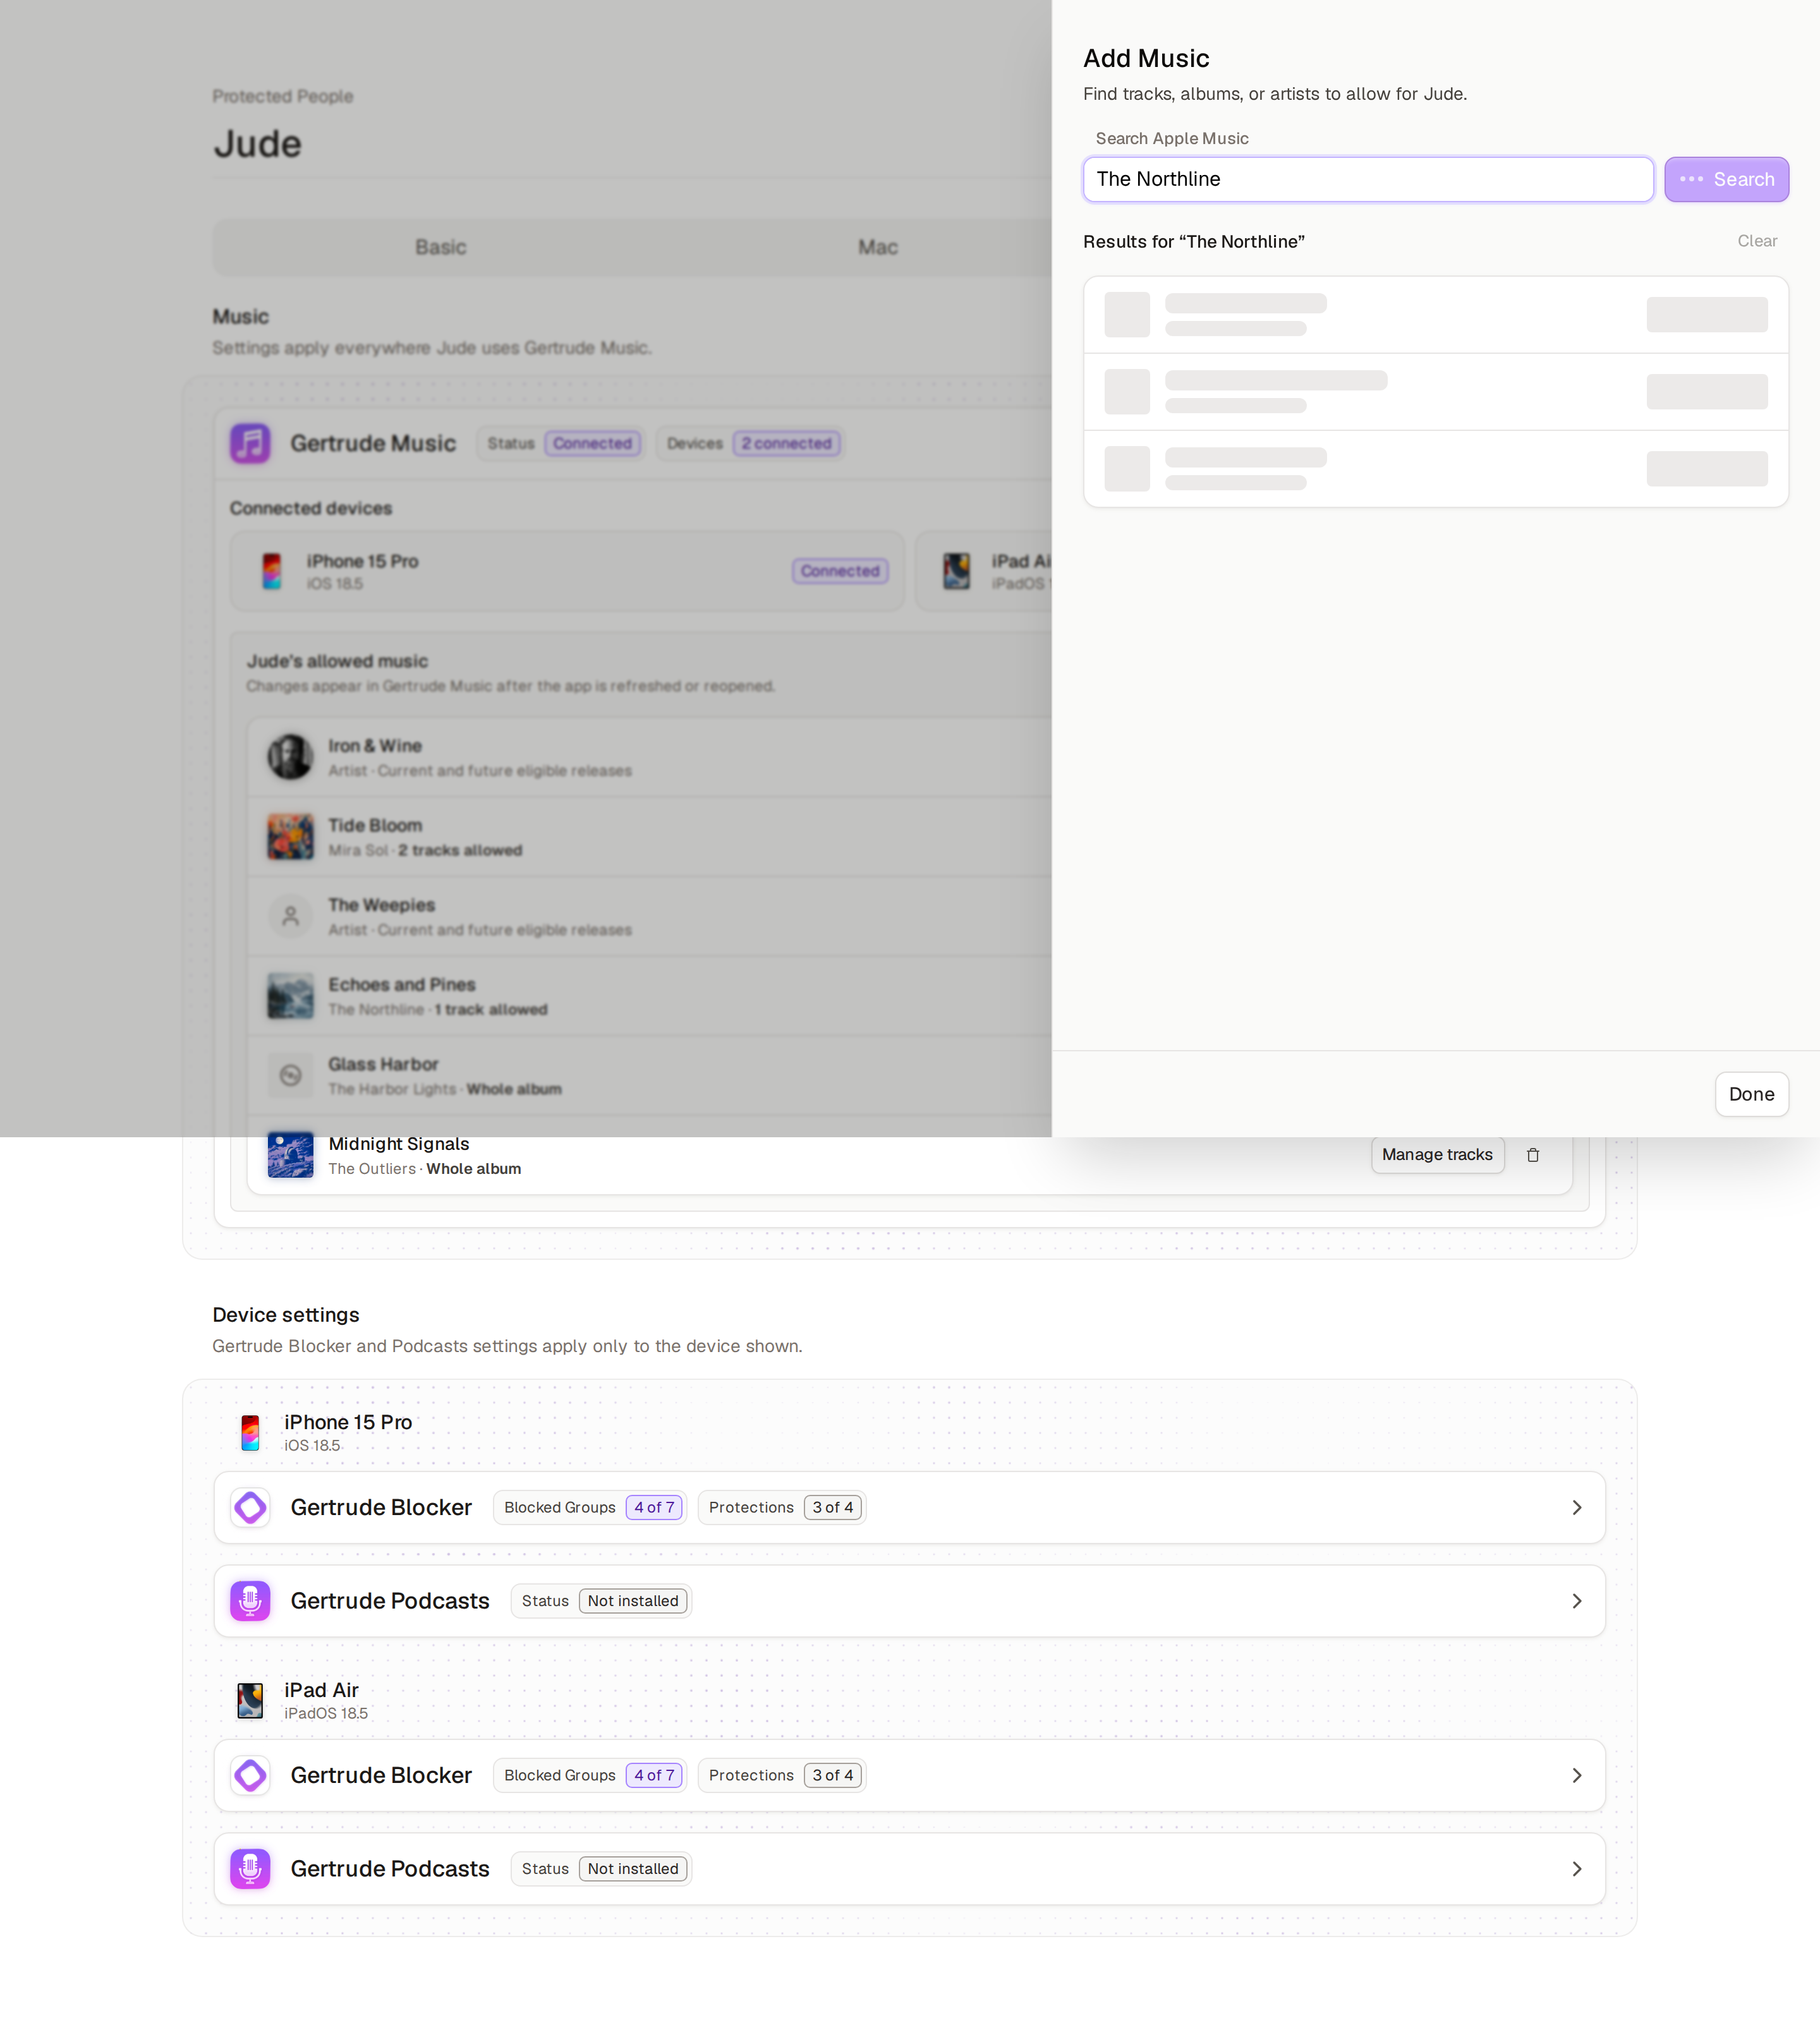 Protected People
Jude
Basic
Mac
Music
Settings apply everywhere Jude uses Gertrude Music.
Gertrude Music
Status Connected
Devices 2 connected
Connected devices
iPhone 15 Pro
iOS 18.5
Connected
iPad Ai
iPadOS
Jude's allowed music
Changes appear in Gertrude Music after the app is refreshed or reopened.
Iron & Wine
Artist · Current and future eligible releases
Tide Bloom
Mira Sol · 2 tracks allowed
The Weepies
Artist · Current and future eligible releases
Echoes and Pines
The Northline · 1 track allowed
Glass Harbor
The Harbor Lights · Whole album
Midnight Signals
The Outliers · Whole album
Manage tracks
Add Music
Find tracks, albums, or artists to allow for Jude.
Search Apple Music
The Northline
Search
Results for “The Northline”
Clear
Done
Device settings
Gertrude Blocker and Podcasts settings apply only to the device shown.
iPhone 15 Pro
iOS 18.5
Gertrude Blocker
Blocked Groups 4 of 7
Protections 3 of 4
Gertrude Podcasts
Status Not installed
iPad Air
iPadOS 18.5
Gertrude Blocker
Blocked Groups 4 of 7
Protections 3 of 4
Gertrude Podcasts
Status Not installed